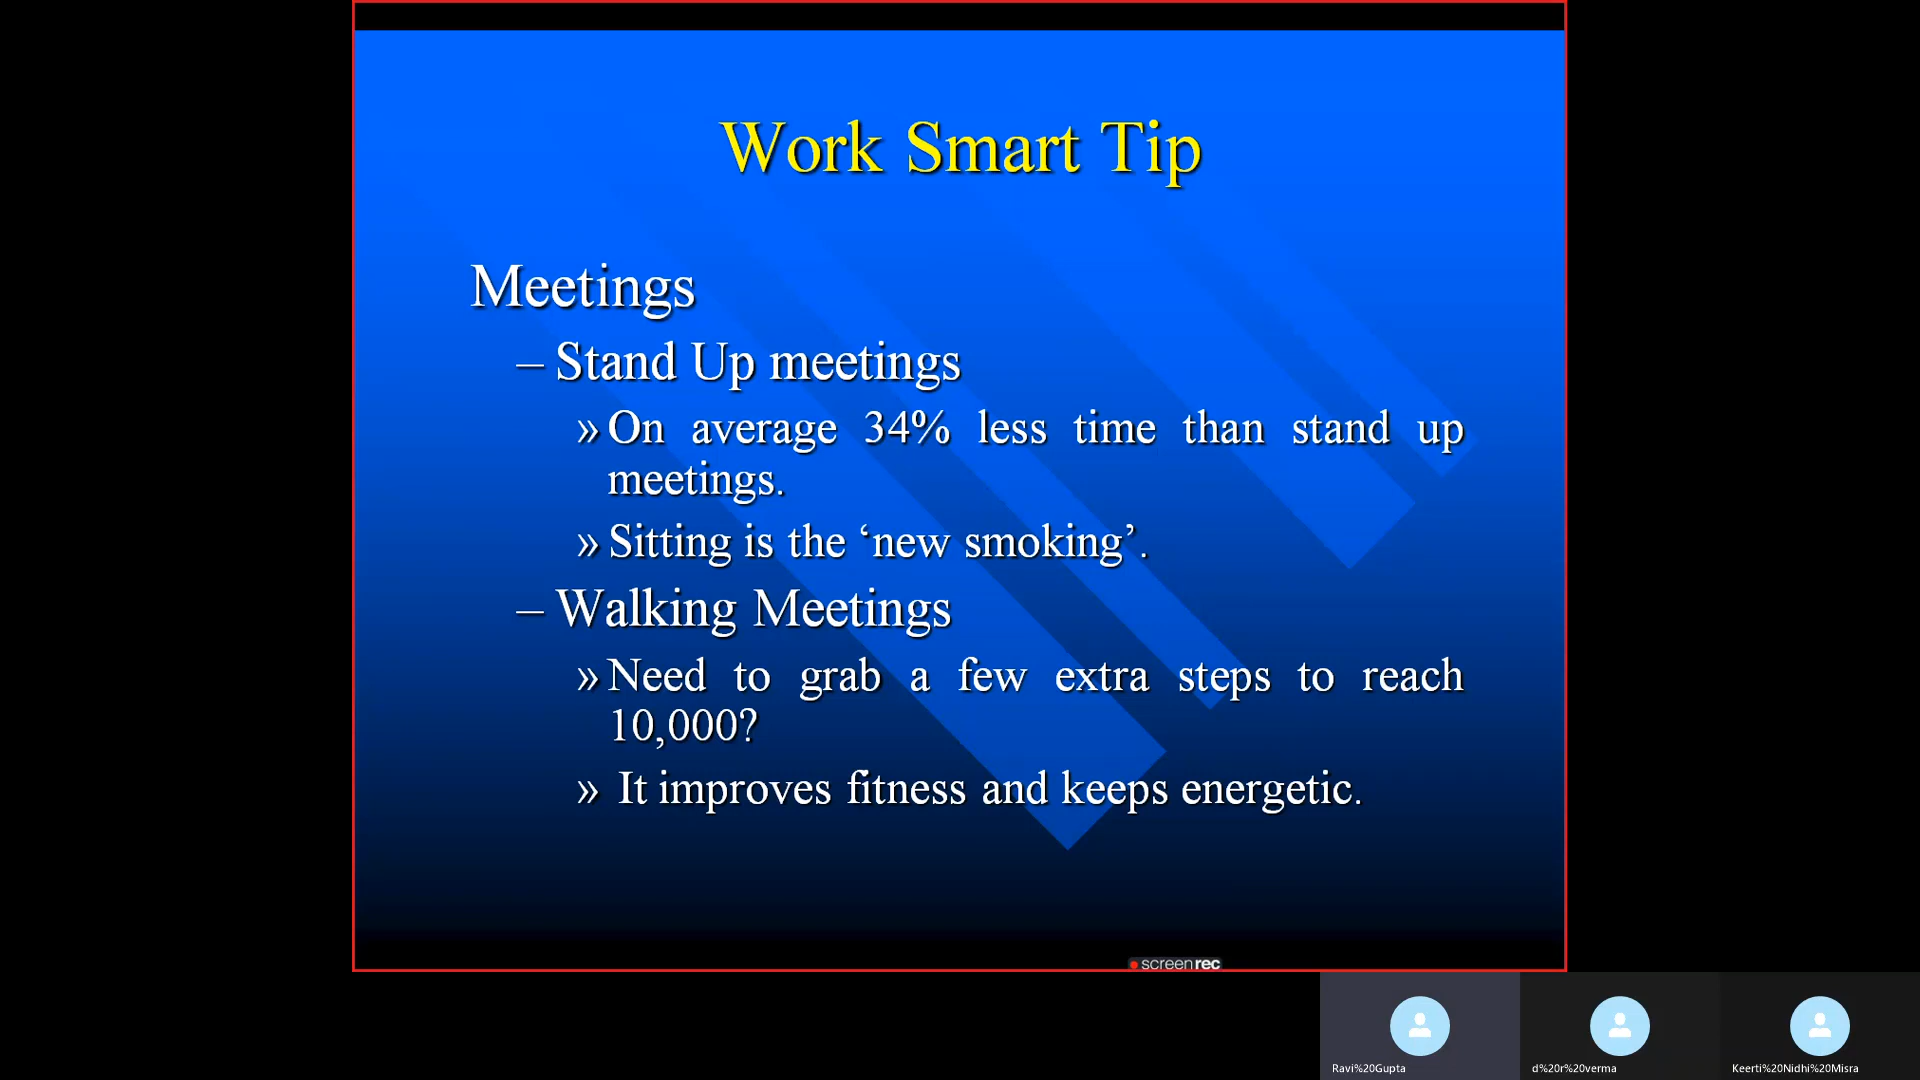 Work Smart Tip
Meetings
– Stand Up meetings
» On average 34% less time than stand up
meetings.
» Sitting is the ‘new smoking’.
– Walking Meetings
» Need to grab a few extra steps to reach
10,000?
» It improves fitness and keeps energetic.
screenrec
Ravi%20Gupta
d%20r%20verma
Keerti%20Nidhi%20Misra